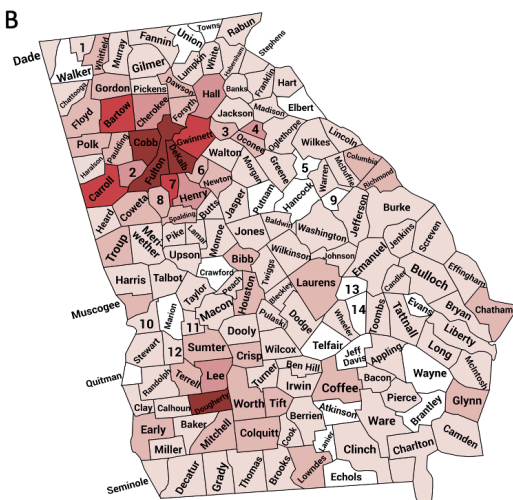 B
Towns
Rabun
Union
Fannin
Dade
1
Whitfield
Murray
Stephens
White
Habersham
Lumpkin
Gilmer
Walker
Chattooga
Gordon
Pickens
Dawson
Banks
Franklin
Hart
Hall
Floyd
Bartow
Cherokee
Forsyth
Jackson
Madison
Elbert
Polk
Paulding
Cobb
Gwinnett
3
4
Oglethorpe
Oconee
Wilkes
Lincoln
Haralson
2
Fulton
DeKalb
Walton
Morgan
Greene
Columbia
McDuffie
Warren
Richmond
Carroll
7
6
Newton
5
Coweta
8
Henry
Jasper
Putnam
Hancock
9
Jefferson
Burke
Heard
Spalding
Butts
Troup
Meri-
wether
Pike
Lamar
Monroe
Jones
Baldwin
Washington
Jenkins
Screven
Upson
Bibb
Wilkinson
Johnson
Emanuel
Harris
Talbot
Crawford
Peach
Twiggs
Laurens
Candler
Bulloch
Effingham
Muscogee
Taylor
Macon
Houston
Bleckley
13
Marion
10
11
Pulaski
Dodge
Wheeler
14
Toombs
Tattnall
Evans
Bryan
Chatham
Stewart
12
Sumter
Dooly
Wilcox
Telfair
Jeff
Davis
Appling
Long
Liberty
Quitman
Randolph
Terrell
Lee
Crisp
Turner
Ben Hill
Irwin
Coffee
Bacon
Wayne
McIntosh
Clay
Calhoun
Dougherty
Worth
Tift
Pierce
Brantley
Glynn
Early
Baker
Mitchell
Colquitt
Berrien
Cook
Atkinson
Lanier
Ware
Miller
Clinch
Charlton
Camden
Seminole
Decatur
Grady
Thomas
Brooks
Lowndes
Echols